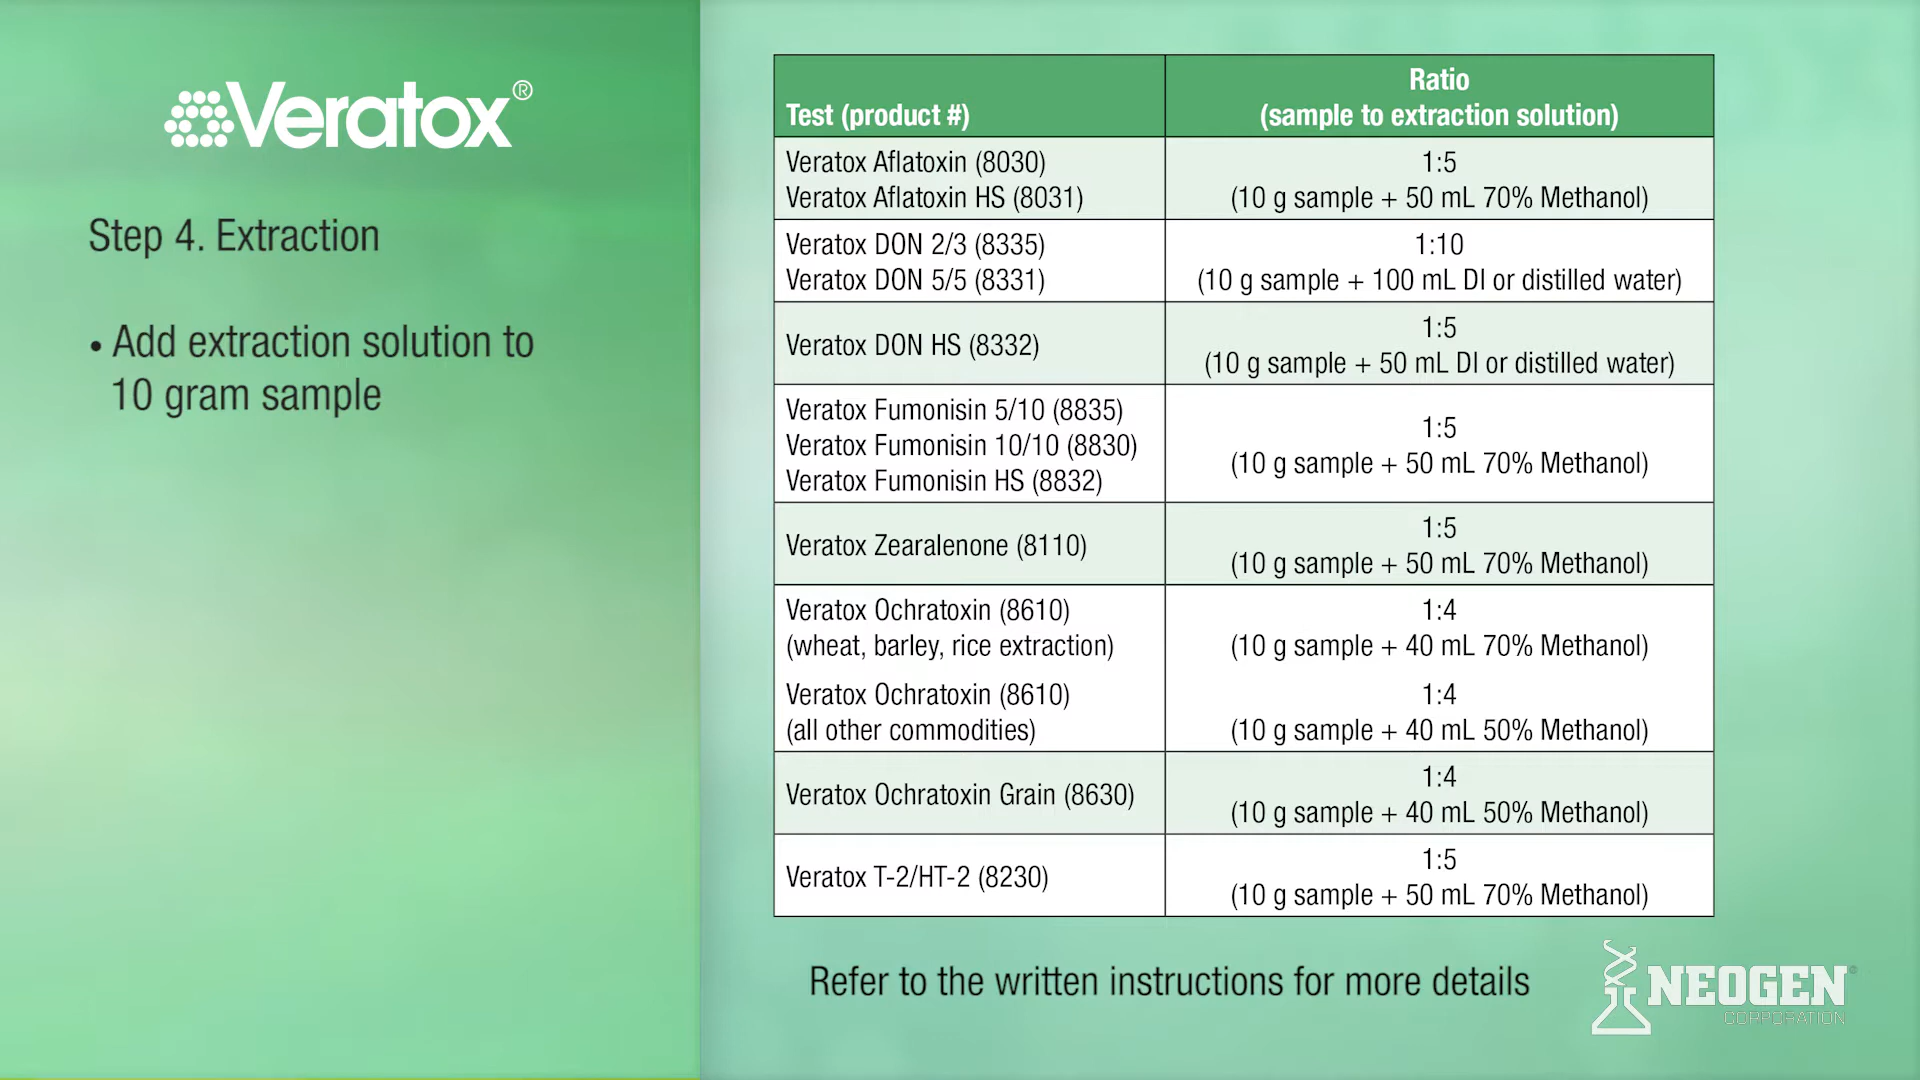 Veratox®
Step 4. Extraction
• Add extraction solution to
10 gram sample
Test (product #)
Ratio
(sample to extraction solution)
Veratox Aflatoxin (8030)
Veratox Aflatoxin HS (8031)
1:5
(10 g sample + 50 mL 70% Methanol)
Veratox DON 2/3 (8335)
Veratox DON 5/5 (8331)
1:10
(10 g sample + 100 mL DI or distilled water)
Veratox DON HS (8332)
1:5
(10 g sample + 50 mL DI or distilled water)
Veratox Fumonisin 5/10 (8835)
Veratox Fumonisin 10/10 (8830)
Veratox Fumonisin HS (8832)
1:5
(10 g sample + 50 mL 70% Methanol)
Veratox Zearalenone (8110)
1:5
(10 g sample + 50 mL 70% Methanol)
Veratox Ochratoxin (8610)
(wheat, barley, rice extraction)
1:4
(10 g sample + 40 mL 70% Methanol)
Veratox Ochratoxin (8610)
(all other commodities)
1:4
(10 g sample + 40 mL 50% Methanol)
Veratox Ochratoxin Grain (8630)
1:4
(10 g sample + 40 mL 50% Methanol)
Veratox T-2/HT-2 (8230)
1:5
(10 g sample + 50 mL 70% Methanol)
Refer to the written instructions for more details
NEOGEN®
CORPORATION